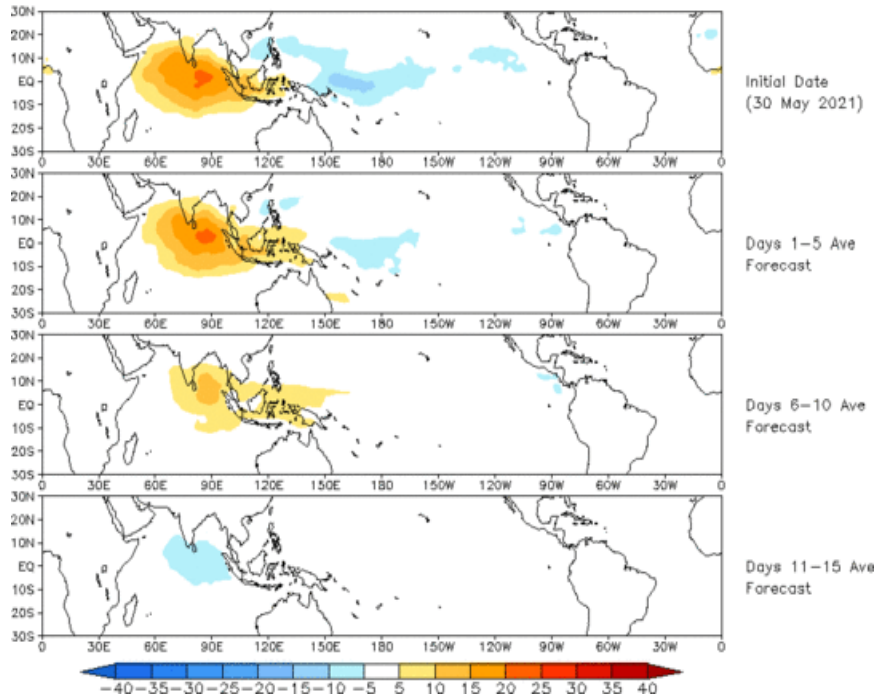 30N
20N
10N
EQ
10S
20S
30S
0 30E 60E 90E 120E 150E 180 150W 120W 90W 60W 30W 0
Initial Date
(30 May 2021)
30N
20N
10N
EQ
10S
20S
30S
0 30E 60E 90E 120E 150E 180 150W 120W 90W 60W 30W 0
Days 1-5 Ave
Forecast
30N
20N
10N
EQ
10S
20S
30S
0 30E 60E 90E 120E 150E 180 150W 120W 90W 60W 30W 0
Days 6-10 Ave
Forecast
30N
20N
10N
EQ
10S
20S
30S
0 30E 60E 90E 120E 150E 180 150W 120W 90W 60W 30W 0
Days 11-15 Ave
Forecast
-40 -35 -30 -25 -20 -15 -10 -5 5 10 15 20 25 30 35 40